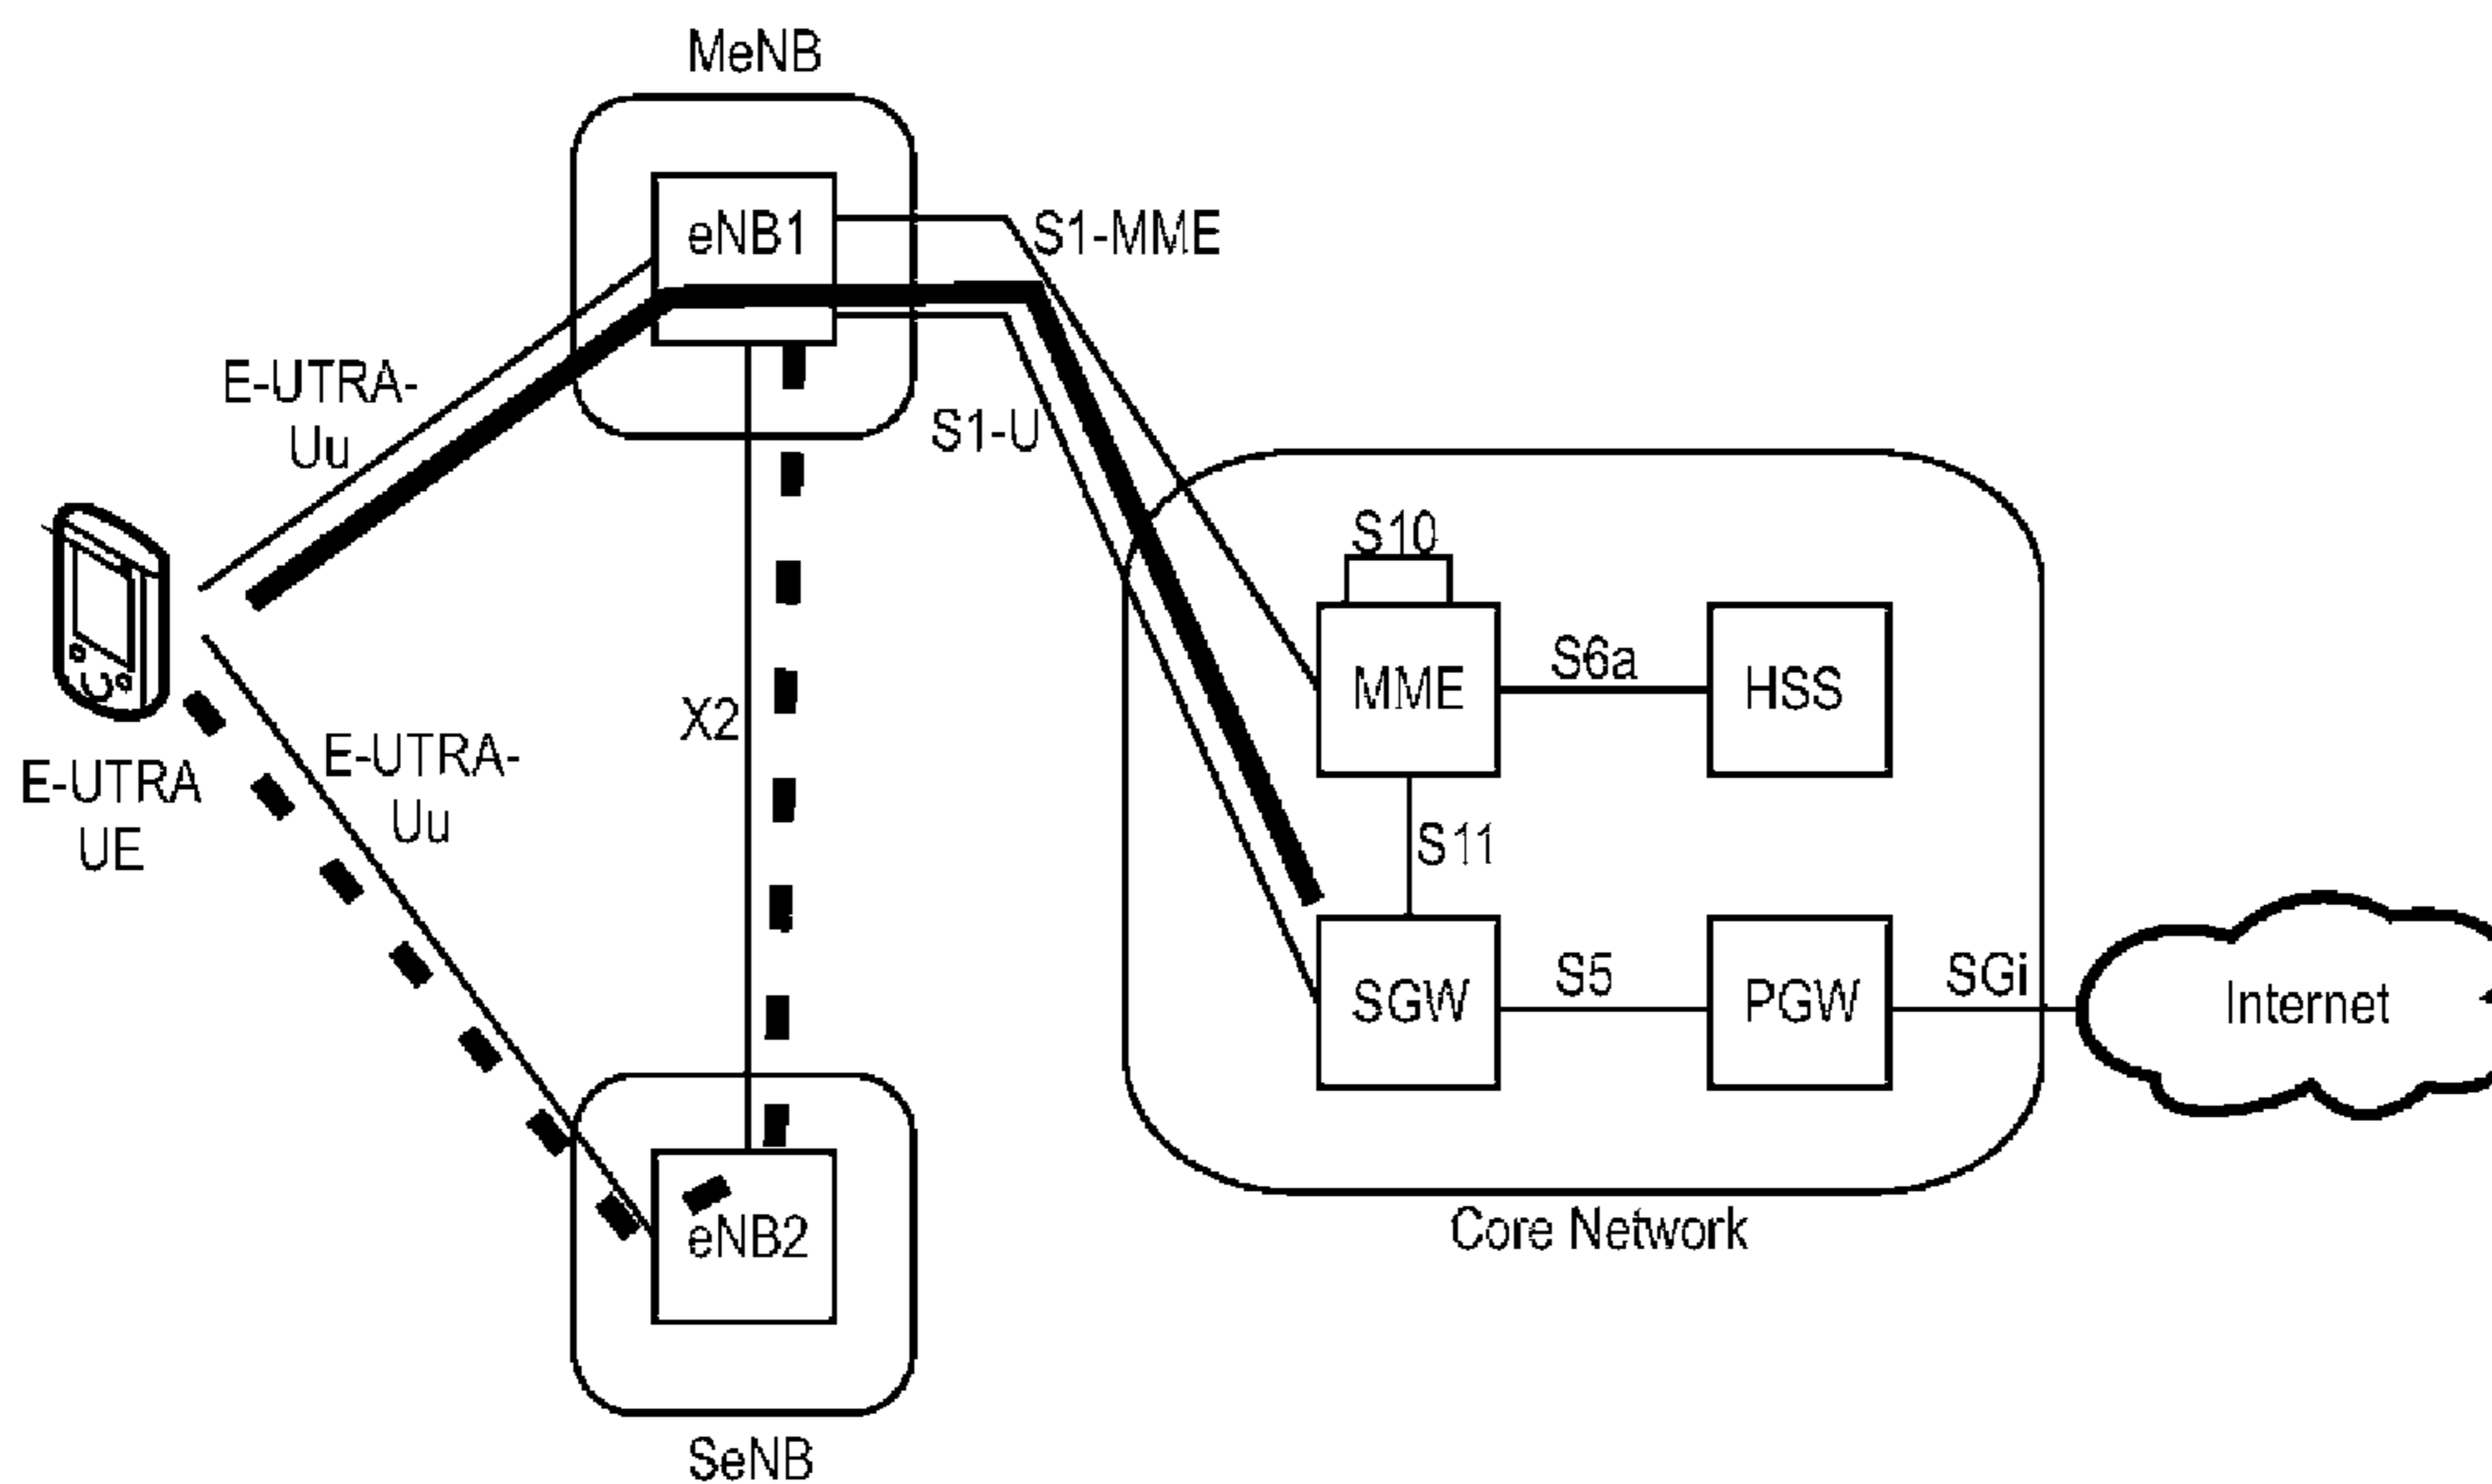 MeNB
eNB1
S1-MME
E-UTRA-
Uu
S1-U
S10
MME
S6a
HSS
X2
E-UTRA-
Uu
E-UTRA
UE
S11
SGW
S5
PGW
SGi
Internet
eNB2
Core Network
SeNB